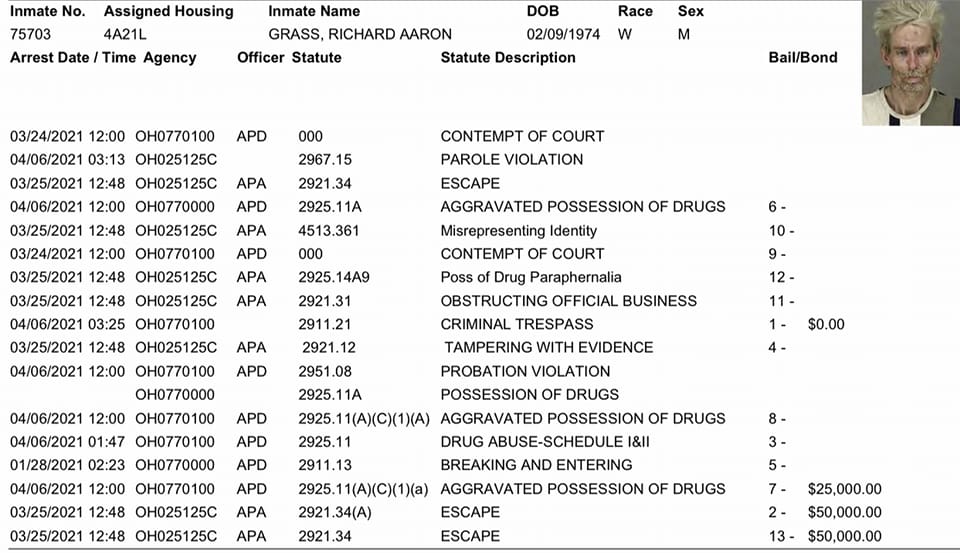 Inmate No. Assigned Housing Inmate Name DOB Race Sex
75703 4A21L GRASS, RICHARD AARON 02/09/1974 W M
Arrest Date / Time Agency Officer Statute Statute Description Bail/Bond
03/24/2021 12:00 OH0770100 APD 000 CONTEMPT OF COURT
04/06/2021 03:13 OH025125C 2967.15 PAROLE VIOLATION
03/25/2021 12:48 OH025125C APA 2921.34 ESCAPE
04/06/2021 12:00 OH0770000 APD 2925.11A AGGRAVATED POSSESSION OF DRUGS 6 -
03/25/2021 12:48 OH025125C APA 4513.361 Misrepresenting Identity 10 -
03/24/2021 12:00 OH0770100 APD 000 CONTEMPT OF COURT 9 -
03/25/2021 12:48 OH025125C APA 2925.14A9 Poss of Drug Paraphernalia 12 -
03/25/2021 12:48 OH025125C APA 2921.31 OBSTRUCTING OFFICIAL BUSINESS 11 -
04/06/2021 03:25 OH0770100 2911.21 CRIMINAL TRESPASS 1 - $0.00
03/25/2021 12:48 OH025125C APA 2921.12 TAMPERING WITH EVIDENCE 4 -
04/06/2021 12:00 OH0770100 APD 2951.08 PROBATION VIOLATION
OH0770000 2925.11A POSSESSION OF DRUGS
04/06/2021 12:00 OH0770100 APD 2925.11(A)(C)(1)(A) AGGRAVATED POSSESSION OF DRUGS 8 -
04/06/2021 01:47 OH0770100 APD 2925.11 DRUG ABUSE-SCHEDULE I&II 3 -
01/28/2021 02:23 OH0770000 APD 2911.13 BREAKING AND ENTERING 5 -
04/06/2021 12:00 OH0770100 APD 2925.11(A)(C)(1)(a) AGGRAVATED POSSESSION OF DRUGS 7 - $25,000.00
03/25/2021 12:48 OH025125C APA 2921.34(A) ESCAPE 2 - $50,000.00
03/25/2021 12:48 OH025125C APA 2921.34 ESCAPE 13 - $50,000.00